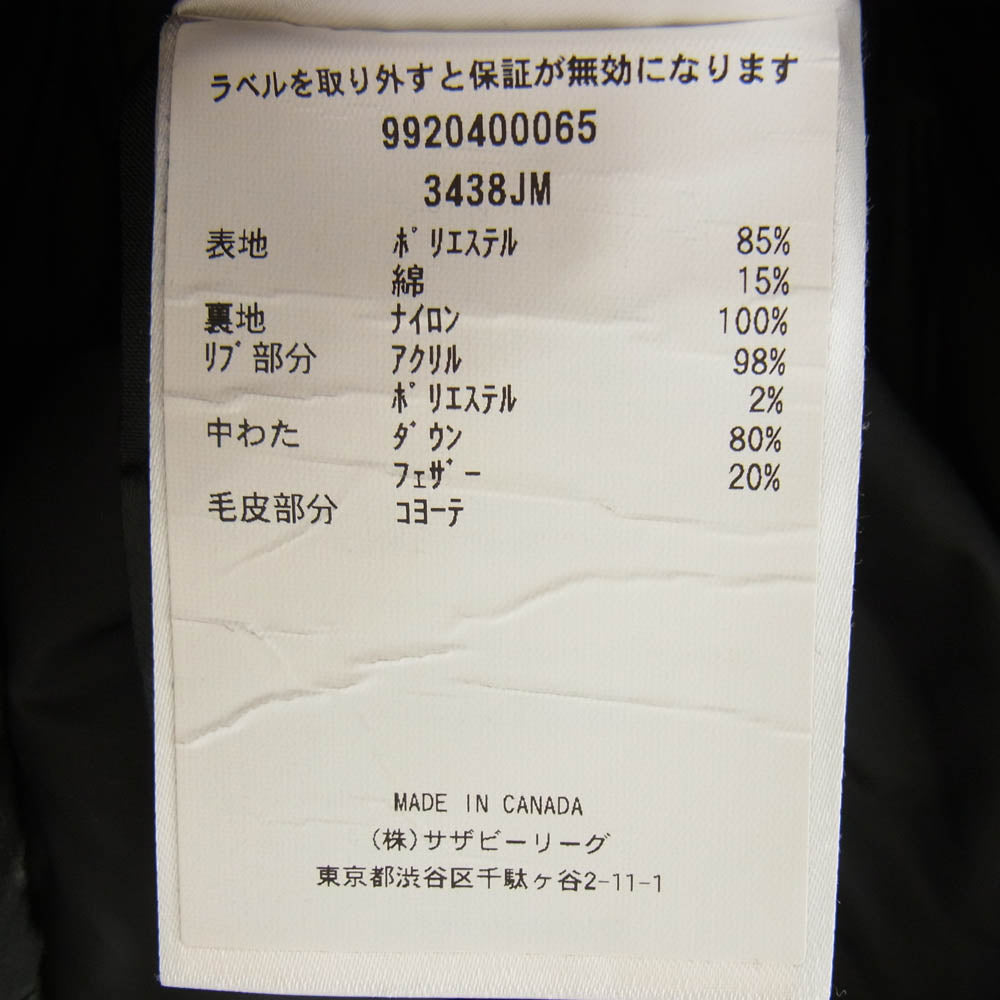 ラベルを取り外すと保証が無効になります
9920400065
3438JM
表地 ﾎﾟﾘｴｽﾃﾙ 85%
綿 15%
裏地 ﾅｲﾛﾝ 100%
ﾘﾌﾞ部分 ｱｸﾘﾙ 98%
ﾎﾟﾘｴｽﾃﾙ 2%
中わた ﾀﾞｳﾝ 80%
ﾌｪｻﾞｰ 20%
毛皮部分 ｺﾖｰﾃ
MADE IN CANADA
(株)サザビーリーグ
東京都渋谷区千駄ヶ谷2-11-1